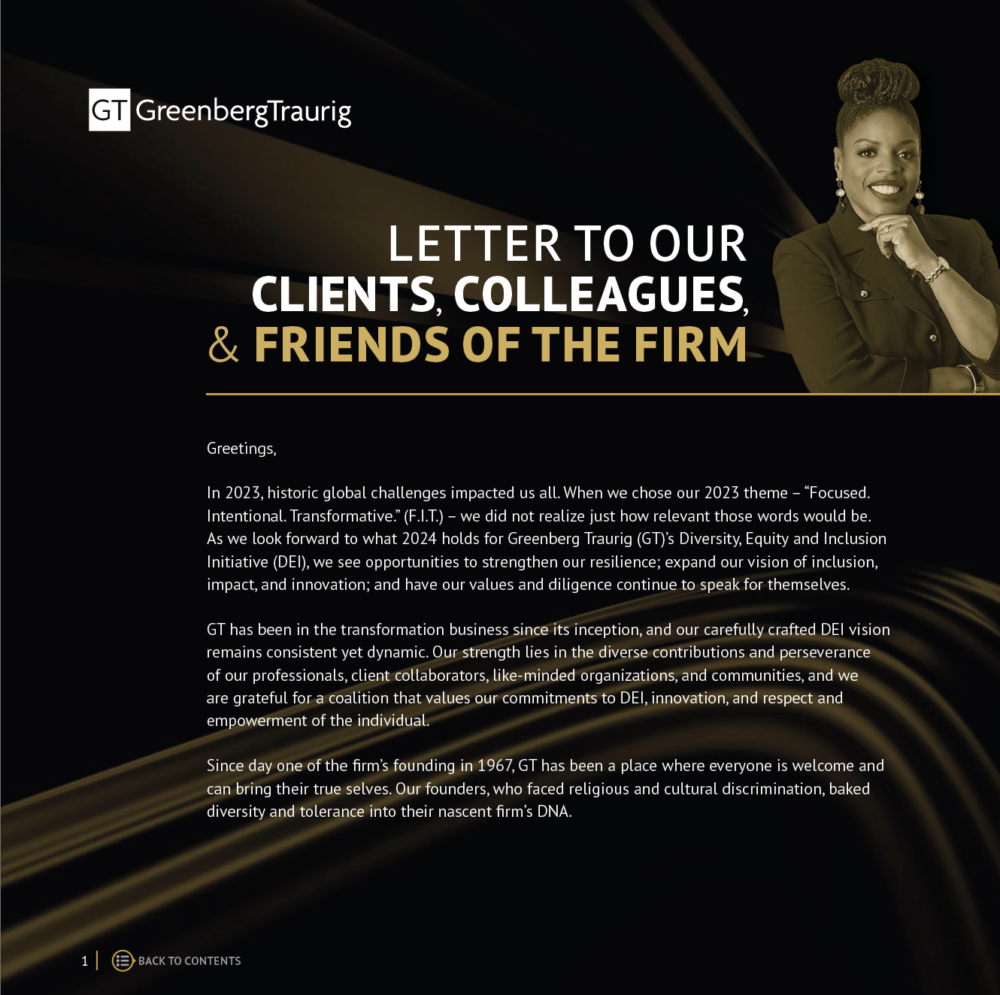 GT GreenbergTraurig
LETTER TO OUR
CLIENTS, COLLEAGUES,
& FRIENDS OF THE FIRM
Greetings,
In 2023, historic global challenges impacted us all. When we chose our 2023 theme – “Focused.
Intentional. Transformative.” (F.I.T.) – we did not realize just how relevant those words would be.
As we look forward to what 2024 holds for Greenberg Traurig (GT)’s Diversity, Equity and Inclusion
Initiative (DEI), we see opportunities to strengthen our resilience; expand our vision of inclusion,
impact, and innovation; and have our values and diligence continue to speak for themselves.
GT has been in the transformation business since its inception, and our carefully crafted DEI vision
remains consistent yet dynamic. Our strength lies in the diverse contributions and perseverance
of our professionals, client collaborators, like-minded organizations, and communities, and we
are grateful for a coalition that values our commitments to DEI, innovation, and respect and
empowerment of the individual.
Since day one of the firm’s founding in 1967, GT has been a place where everyone is welcome and
can bring their true selves. Our founders, who faced religious and cultural discrimination, baked
diversity and tolerance into their nascent firm’s DNA.
1 BACK TO CONTENTS